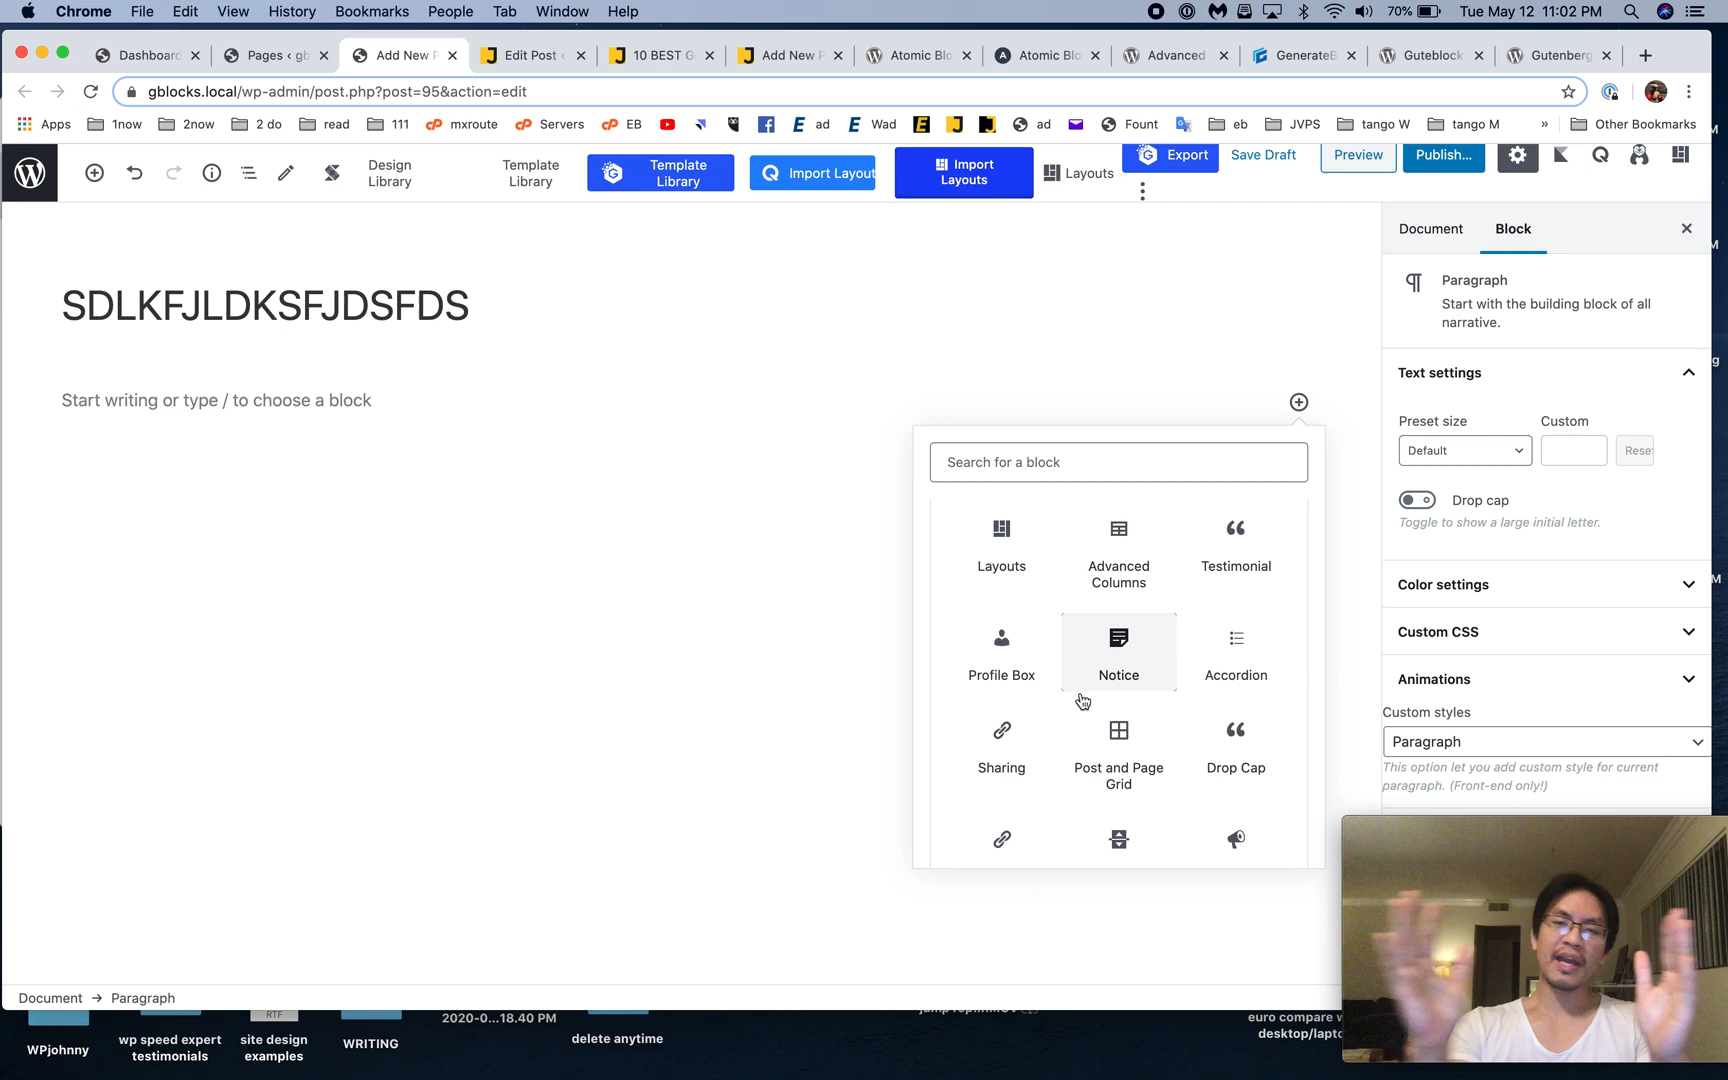 Chrome File Edit View History Bookmarks People Tab Window Help 70% Tue May 12 11:02 PM
Dashboard Pages ‹ gb Add New P Edit Post ‹ 10 BEST G Add New P Atomic Blo Atomic Blo Advanced GenerateB Guteblock Gutenberg
gblocks.local/wp-admin/post.php?post=95&action=edit
Apps 1now 2now 2 do read 111 mxroute Servers EB ad Wad ad Fount eb JVPS tango W tango M » Other Bookmarks
Design Library
Template Library
Template Library
Import Layout
Import Layouts
Layouts
Export
Save Draft
Preview
Publish...
Document Block
Paragraph
Start with the building block of all
narrative.
SDLKFJLDKSFJDSFDS
Start writing or type / to choose a block
Text settings
Preset size Custom
Default Reset
Drop cap
Toggle to show a large initial letter.
Color settings
Custom CSS
Animations
Custom styles
Paragraph
This option let you add custom style for current
paragraph. (Front-end only!)
Search for a block
Layouts
Advanced Columns
Testimonial
Profile Box
Notice
Accordion
Sharing
Post and Page Grid
Drop Cap
Document → Paragraph
WPjohnny
wp speed expert
testimonials
RTF
site design
examples
WRITING
2020-0...18.40 PM
delete anytime
euro compare w
desktop/lapto